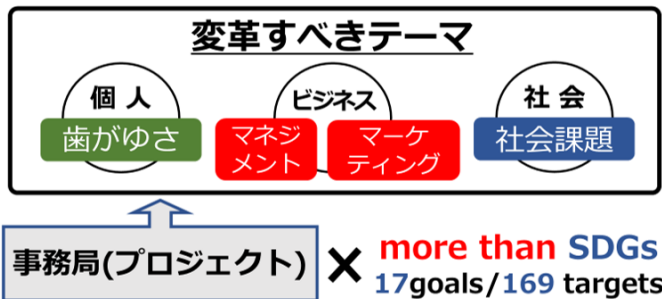 変革すべきテーマ
個人
ビジネス
社会
歯がゆさ
マネジ
メント
マーケ
ティング
社会課題
事務局(プロジェクト)
×
more than SDGs
17goals/169 targets